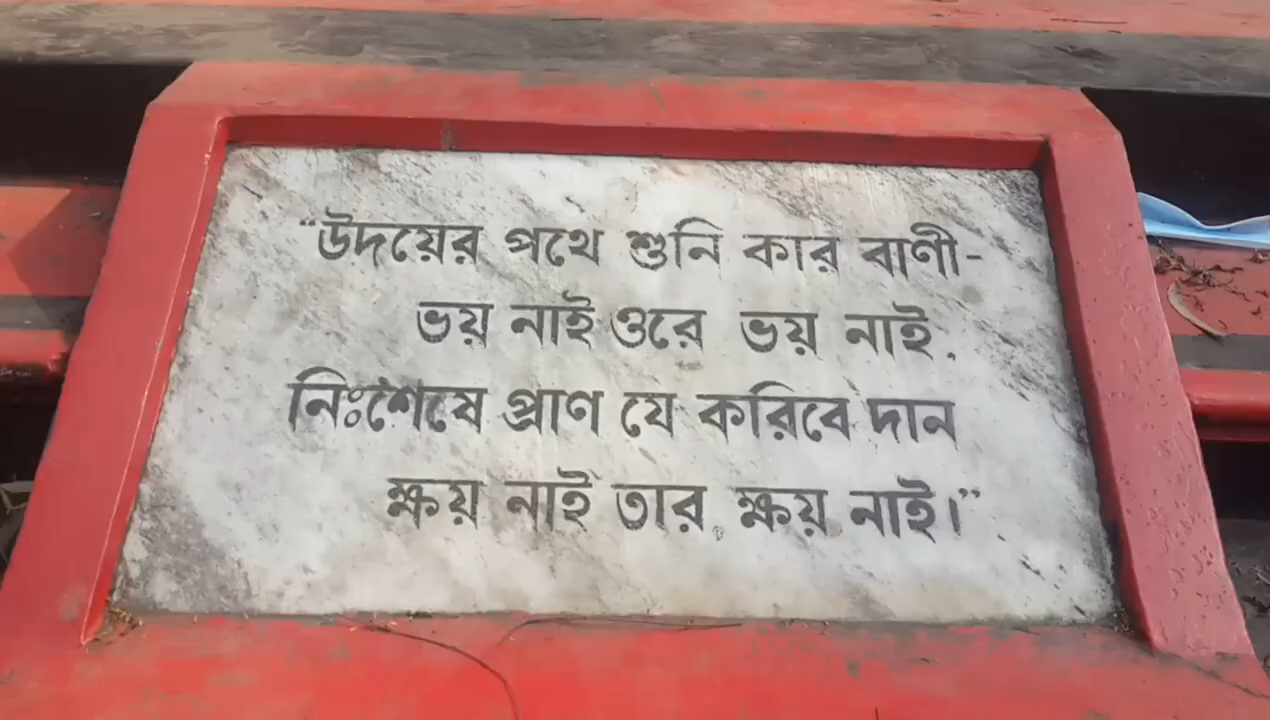 “উদয়ের পথে শুনি কার বাণী-
ভয় নাই ওরে ভয় নাই,
নিঃশেষে প্রাণ যে করিবে দান
ক্ষয় নাই তার ক্ষয় নাই।”